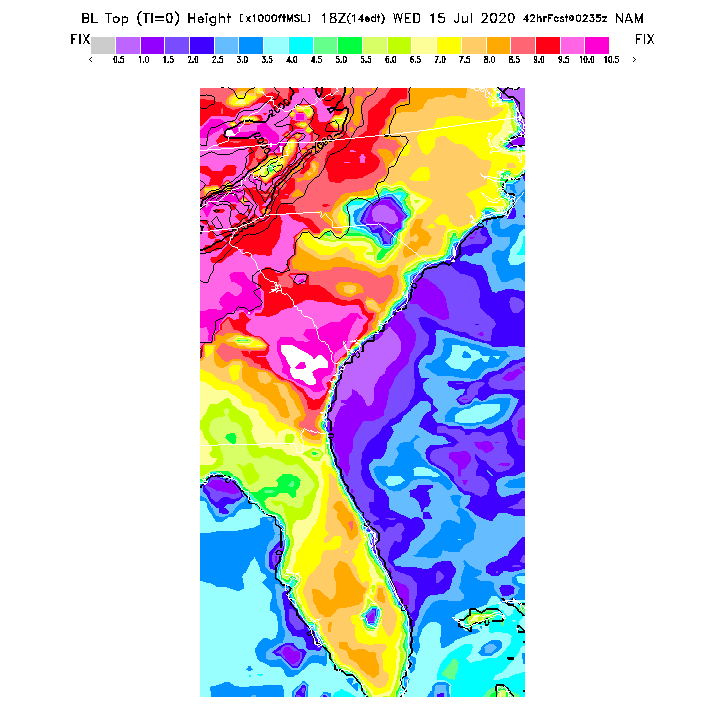 BL Top (TI=0) Height [x1000ftMSL] 18Z(14edt) WED 15 Jul 2020 42hrFcst@0235z NAM
FIX FIX
< 0.5 1.0 1.5 2.0 2.5 3.0 3.5 4.0 4.5 5.0 5.5 6.0 6.5 7.0 7.5 8.0 8.5 9.0 9.5 10.0 10.5 >
2000
2000